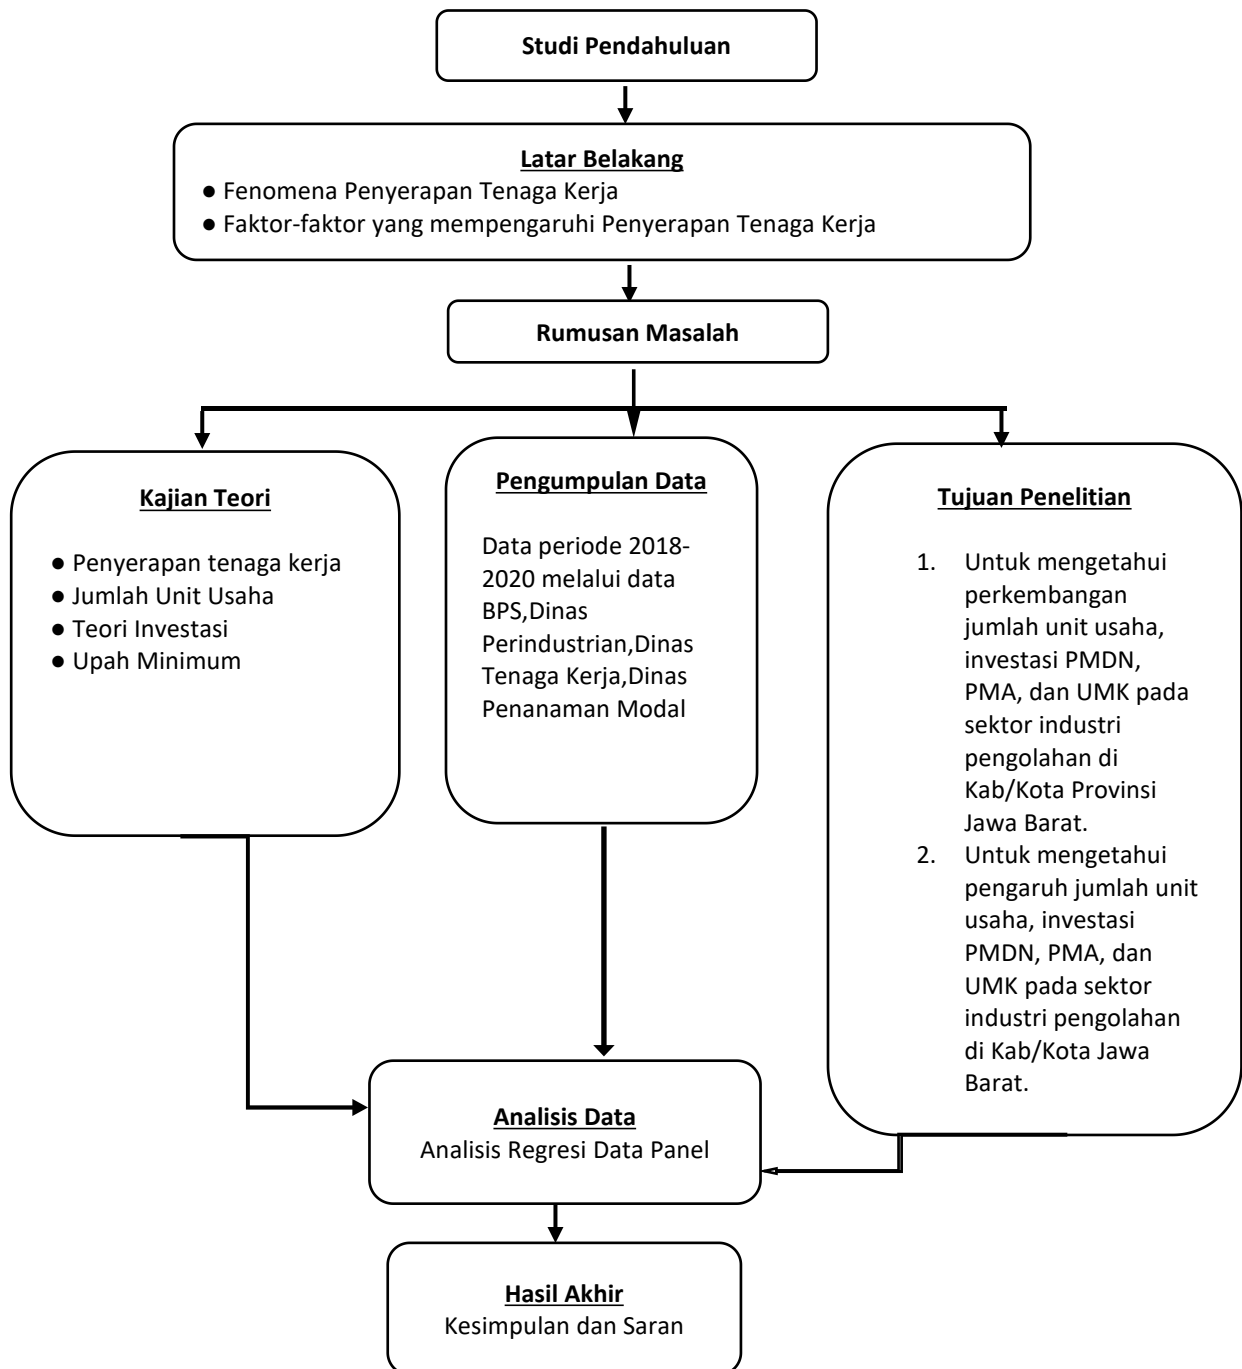 Studi Pendahuluan
Latar Belakang
● Fenomena Penyerapan Tenaga Kerja
● Faktor-faktor yang mempengaruhi Penyerapan Tenaga Kerja
Rumusan Masalah
Kajian Teori
● Penyerapan tenaga kerja
● Jumlah Unit Usaha
● Teori Investasi
● Upah Minimum
Pengumpulan Data
Data periode 2018-
2020 melalui data
BPS,Dinas
Perindustrian,Dinas
Tenaga Kerja,Dinas
Penanaman Modal
Tujuan Penelitian
1. Untuk mengetahui
perkembangan
jumlah unit usaha,
investasi PMDN,
PMA, dan UMK pada
sektor industri
pengolahan di
Kab/Kota Provinsi
Jawa Barat.
2. Untuk mengetahui
pengaruh jumlah unit
usaha, investasi
PMDN, PMA, dan
UMK pada sektor
industri pengolahan
di Kab/Kota Jawa
Barat.
Analisis Data
Analisis Regresi Data Panel
Hasil Akhir
Kesimpulan dan Saran